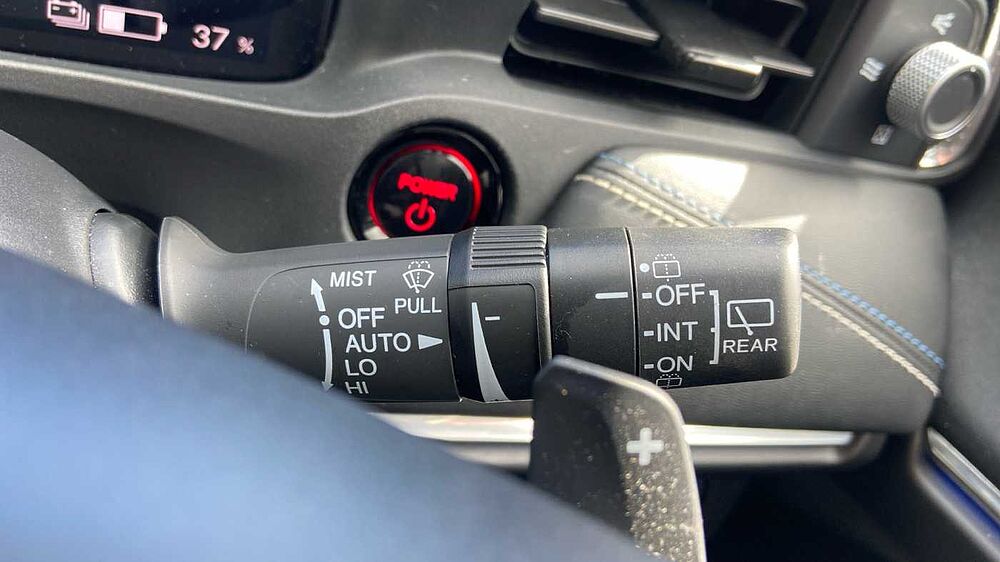 37 %
POWER
MIST
PULL
OFF
AUTO
LO
HI
OFF
INT
ON
REAR
+